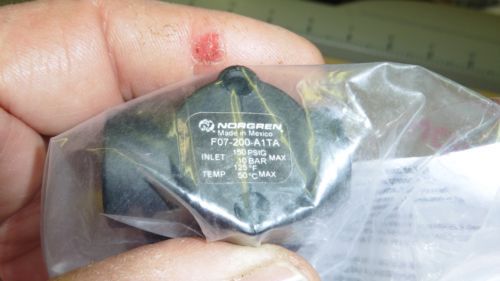 NORGREN
Made in Mexico
F07-200-A1TA
INLET 150 PSIG MAX
10 BAR
125°F
TEMP 50°C MAX